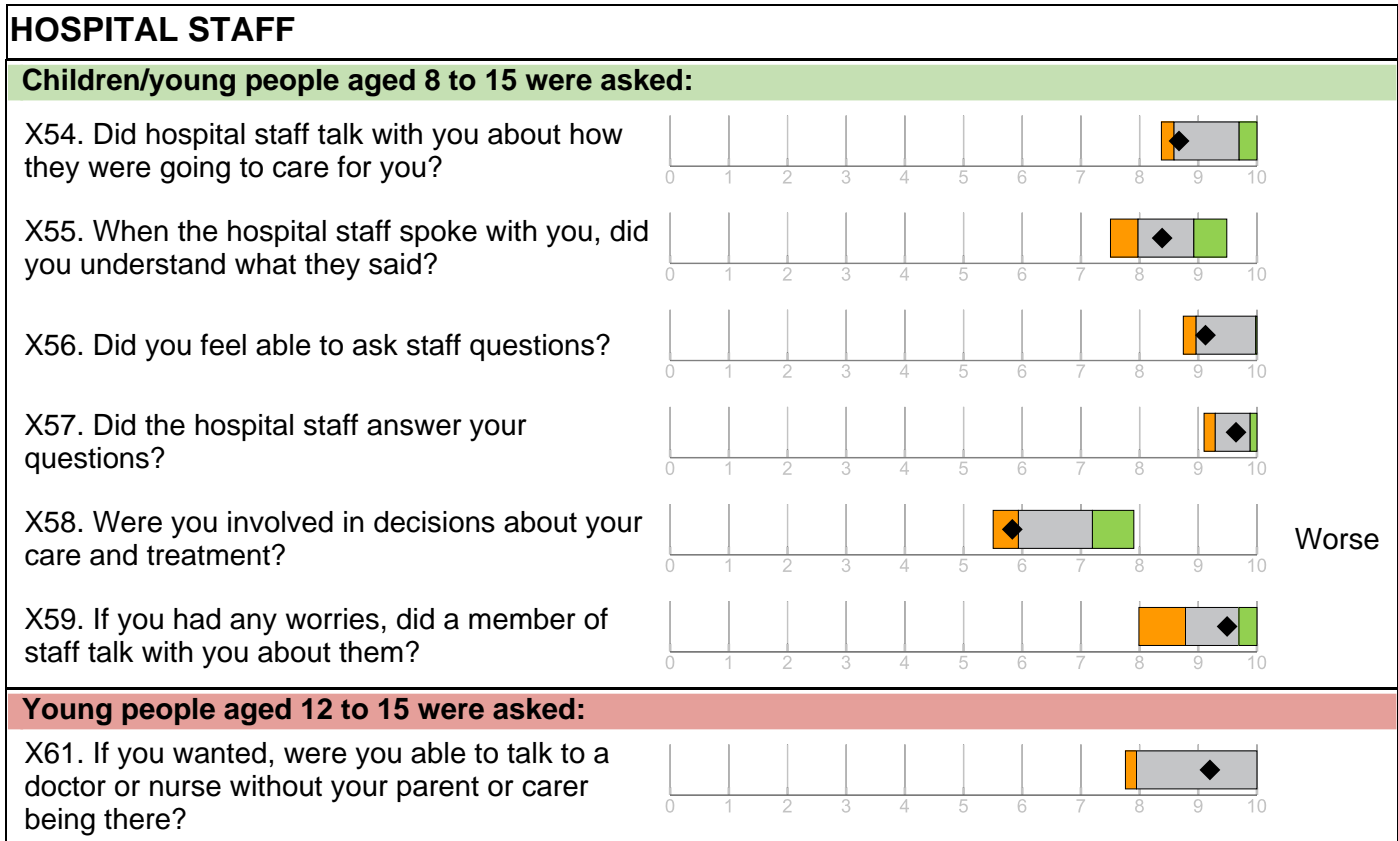 HOSPITAL STAFF
Children/young people aged 8 to 15 were asked:
X54. Did hospital staff talk with you about how
they were going to care for you?
0 1 2 3 4 5 6 7 8 9 10
X55. When the hospital staff spoke with you, did
you understand what they said?
0 1 2 3 4 5 6 7 8 9 10
X56. Did you feel able to ask staff questions?
0 1 2 3 4 5 6 7 8 9 10
X57. Did the hospital staff answer your
questions?
0 1 2 3 4 5 6 7 8 9 10
X58. Were you involved in decisions about your
care and treatment?
0 1 2 3 4 5 6 7 8 9 10
Worse
X59. If you had any worries, did a member of
staff talk with you about them?
0 1 2 3 4 5 6 7 8 9 10
Young people aged 12 to 15 were asked:
X61. If you wanted, were you able to talk to a
doctor or nurse without your parent or carer
being there?
0 1 2 3 4 5 6 7 8 9 10